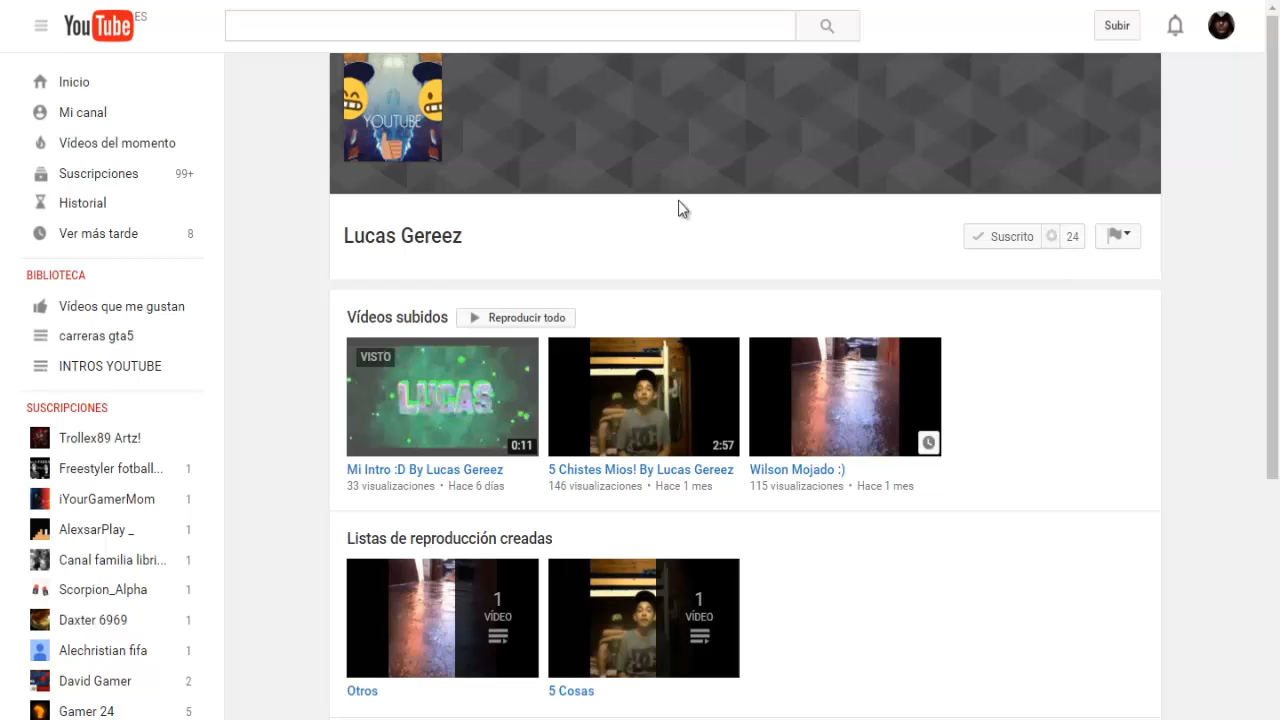 YouTube ES
Subir
Inicio
Mi canal
Vídeos del momento
Suscripciones 99+
Historial
Ver más tarde 8
BIBLIOTECA
Vídeos que me gustan
carreras gta5
INTROS YOUTUBE
SUSCRIPCIONES
Trollex89 Artz!
Freestyler fotball... 1
iYourGamerMom 1
AlexsarPlay _ 1
Canal familia libri... 1
Scorpion_Alpha 1
Daxter 6969 1
Alechristian fifa 1
David Gamer 2
Gamer 24 5
YOUTUBE
Lucas Gereez
Suscrito 24
Vídeos subidos Reproducir todo
VISTO
LUCAS
0:11
2:57
Mi Intro :D By Lucas Gereez
33 visualizaciones • Hace 6 días
5 Chistes Mios! By Lucas Gereez
146 visualizaciones • Hace 1 mes
Wilson Mojado :)
115 visualizaciones • Hace 1 mes
Listas de reproducción creadas
1
VÍDEO
1
VÍDEO
Otros
5 Cosas